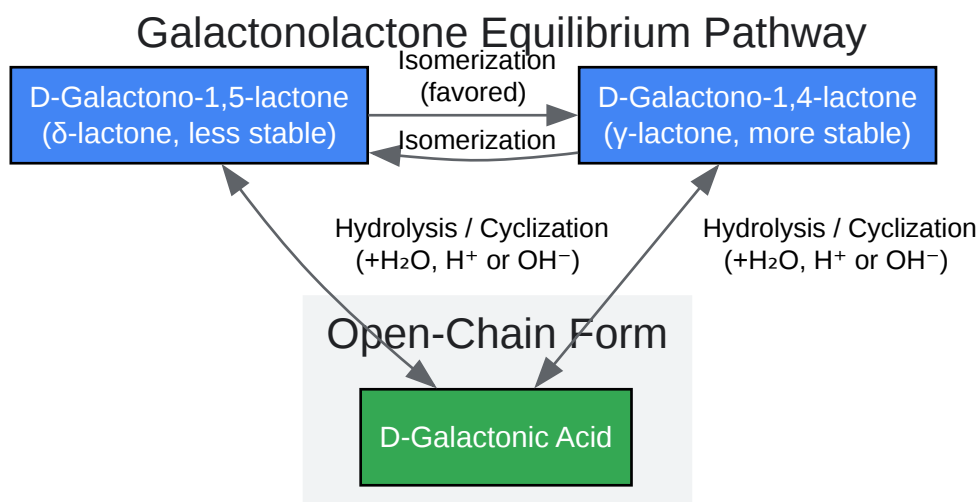 Galactonolactone Equilibrium Pathway
Isomerization
(favored)
D-Galactono-1,5-lactone
(δ-lactone, less stable)
D-Galactono-1,4-lactone
(γ-lactone, more stable)
Isomerization
Hydrolysis / Cyclization
(+H₂O, H⁺ or OH⁻)
Hydrolysis / Cyclization
(+H₂O, H⁺ or OH⁻)
Open-Chain Form
D-Galactonic Acid